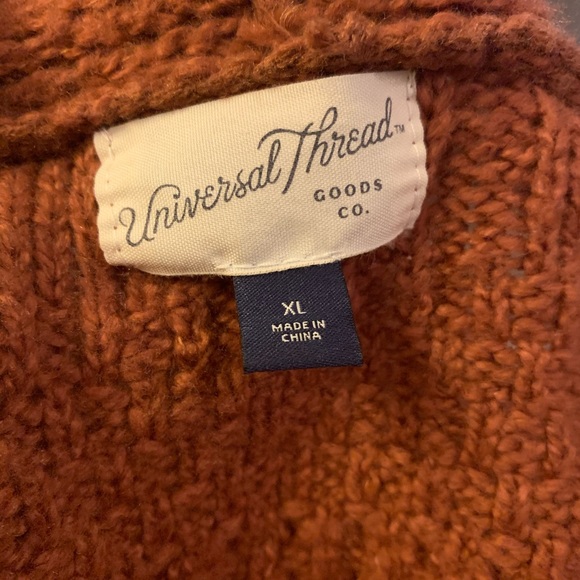 Universal Thread™
GOODS
CO.
XL
MADE IN
CHINA